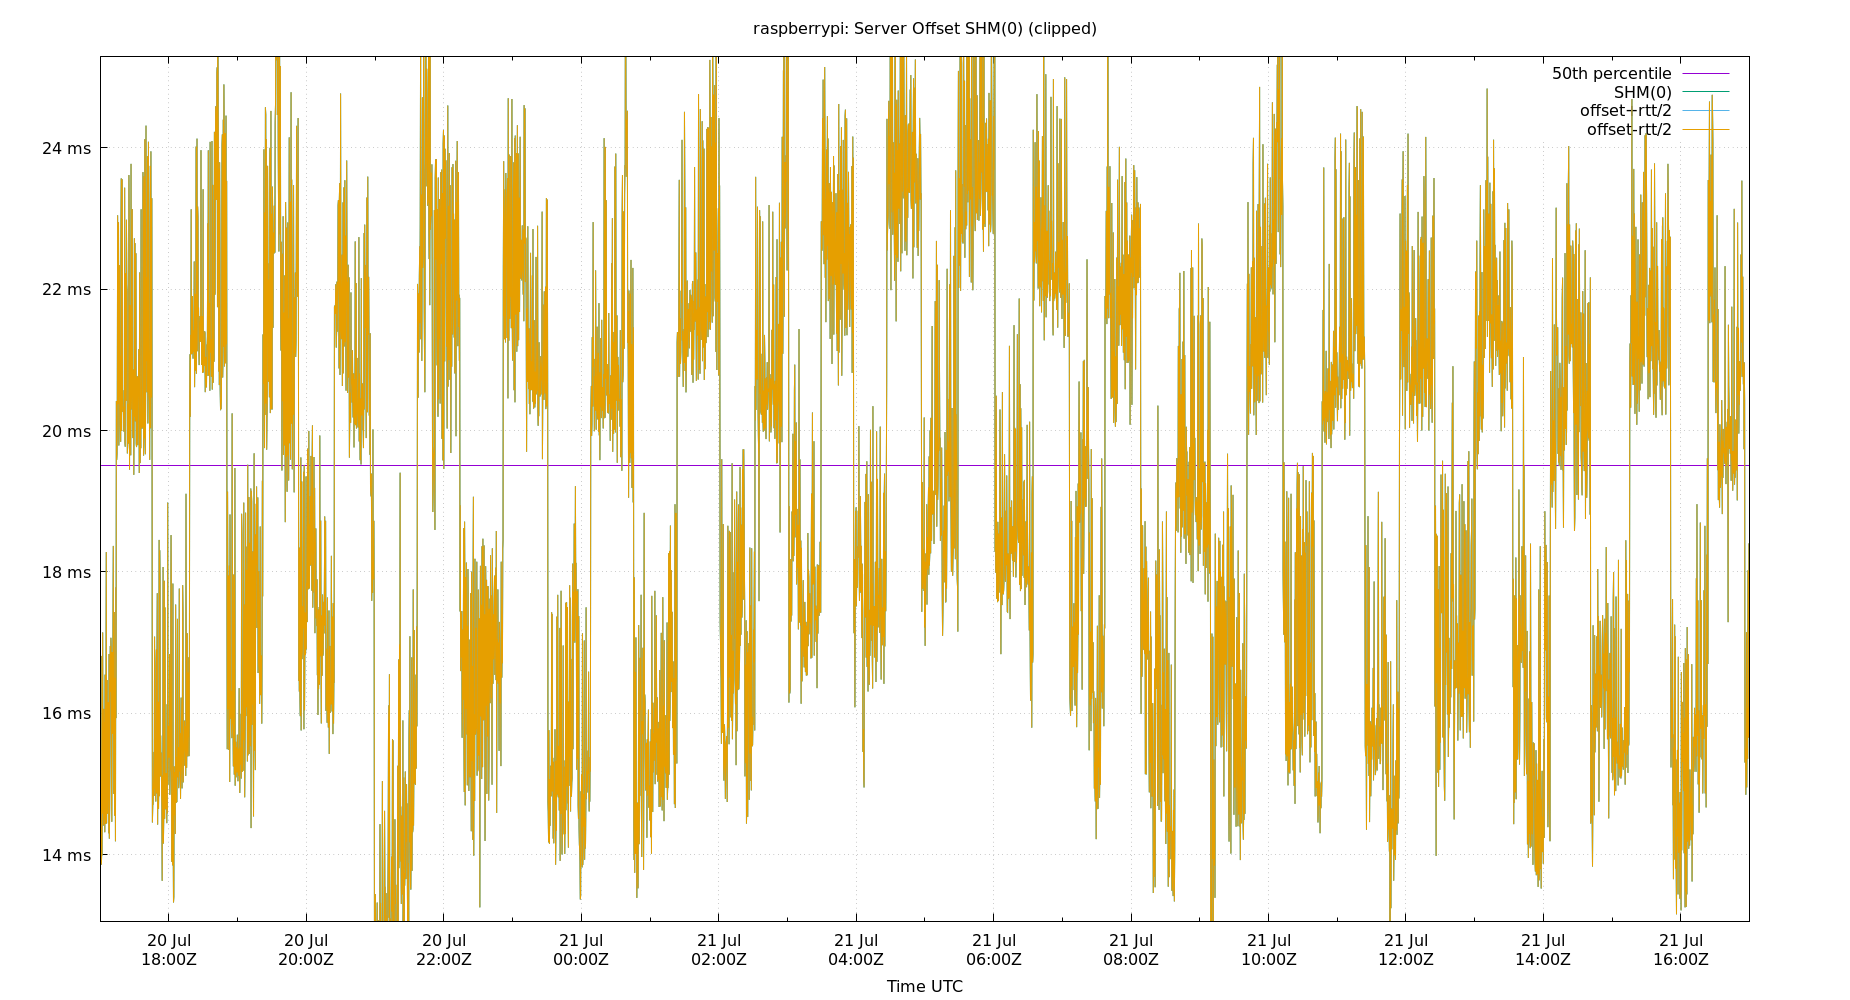 raspberrypi: Server Offset SHM(0) (clipped)
50th percentile
SHM(0)
offset+rtt/2
offset-rtt/2
24 ms
22 ms
20 ms
18 ms
16 ms
14 ms
20 Jul 20 Jul 20 Jul 21 Jul 21 Jul 21 Jul 21 Jul 21 Jul 21 Jul 21 Jul 21 Jul 21 Jul
18:00Z 20:00Z 22:00Z 00:00Z 02:00Z 04:00Z 06:00Z 08:00Z 10:00Z 12:00Z 14:00Z 16:00Z
Time UTC